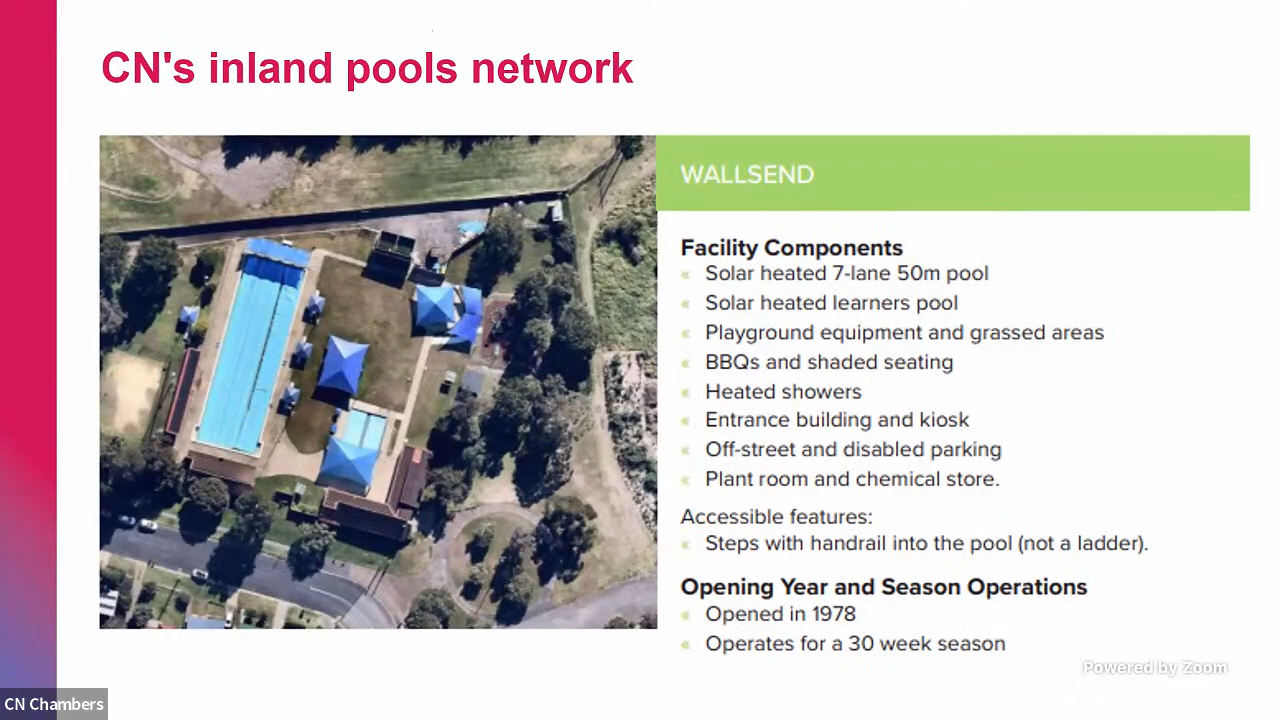 CN's inland pools network
WALLSEND
Facility Components
Solar heated 7-lane 50m pool
Solar heated learners pool
Playground equipment and grassed areas
BBQs and shaded seating
Heated showers
Entrance building and kiosk
Off-street and disabled parking
Plant room and chemical store.
Accessible features:
Steps with handrail into the pool (not a ladder).
Opening Year and Season Operations
Opened in 1978
Operates for a 30 week season
Powered by Zoom
CN Chambers